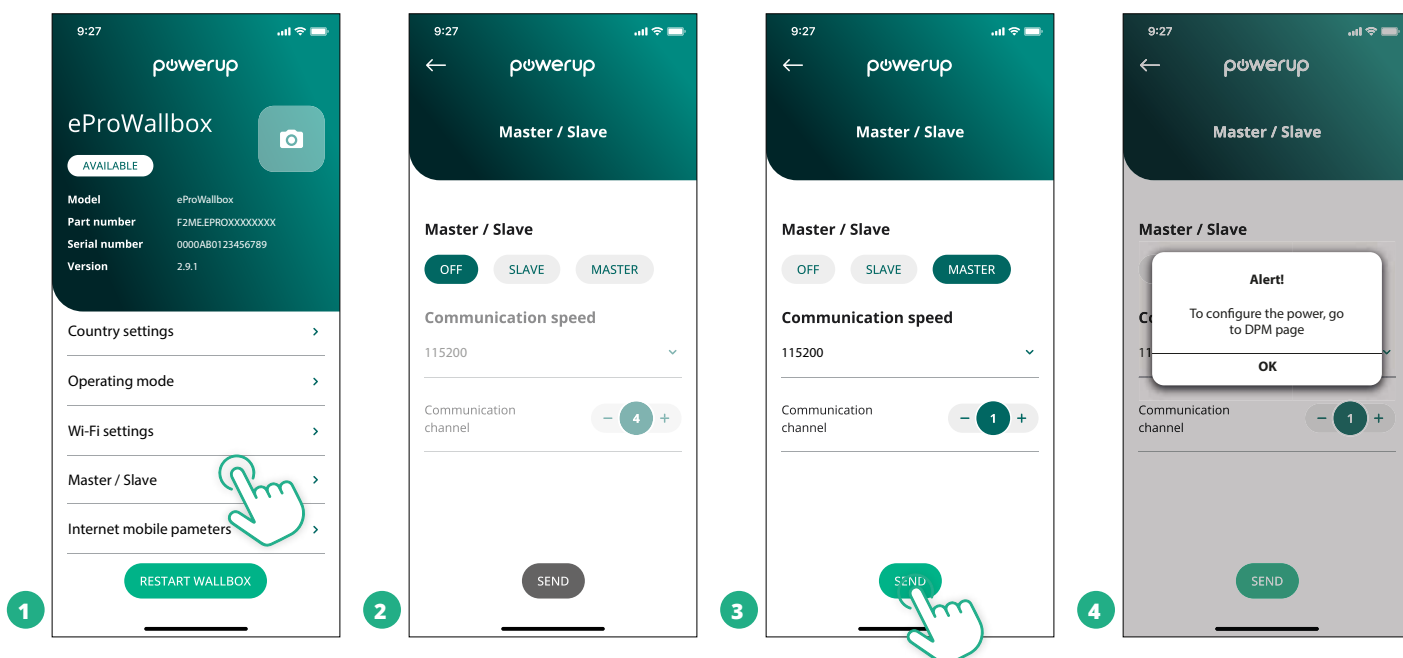 9:27
powerup
eProWallbox
AVAILABLE
Model eProWallbox
Part number F2ME.EPROXXXXXXXX
Serial number 0000AB0123456789
Version 2.9.1
Country settings
Operating mode
Wi-Fi settings
Master / Slave
Internet mobile pameters
RESTART WALLBOX
1
9:27
powerup
Master / Slave
Master / Slave
OFF SLAVE MASTER
Communication speed
115200
Communication
channel
- 4 +
SEND
2
9:27
powerup
Master / Slave
Master / Slave
OFF SLAVE MASTER
Communication speed
115200
Communication
channel
- 1 +
SEND
3
9:27
powerup
Master / Slave
Master / Slave
Alert!
To configure the power, go
to DPM page
OK
Communication
channel
- 1 +
SEND
4